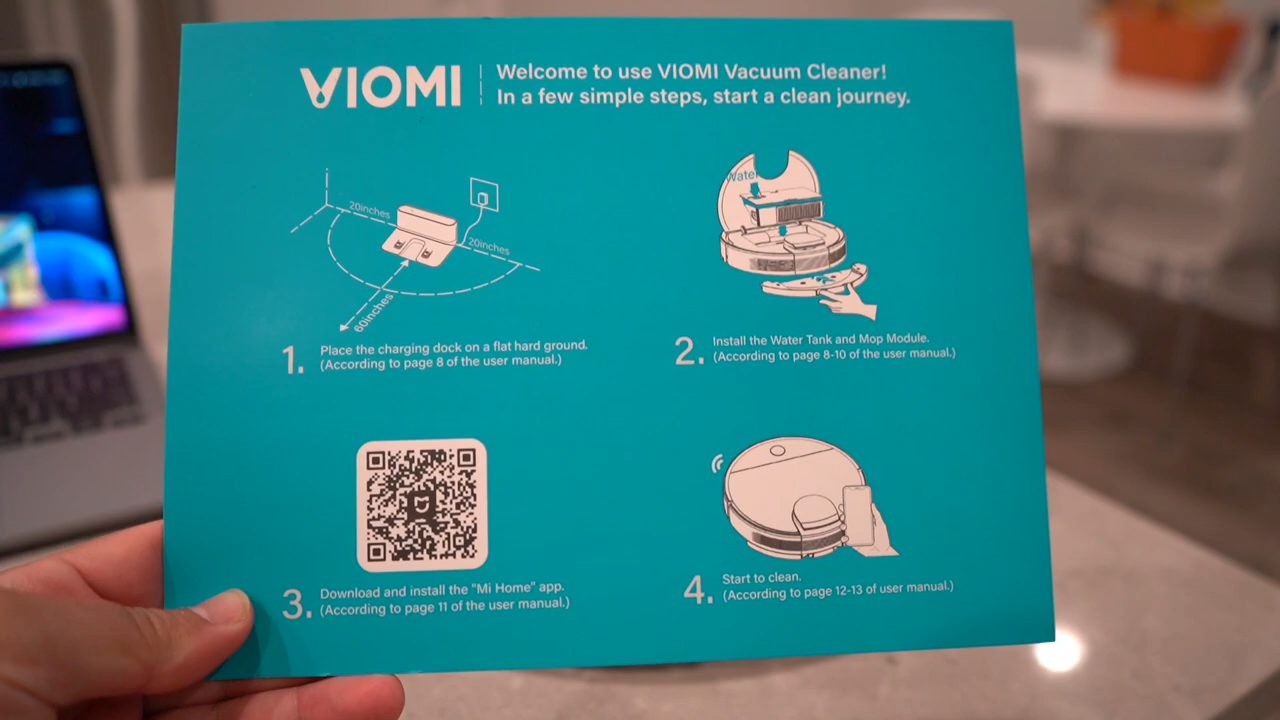 VIOMI
Welcome to use VIOMI Vacuum Cleaner!
In a few simple steps, start a clean journey.
20inches
20inches
60inches
1.
Place the charging dock on a flat hard ground.
(According to page 8 of the user manual.)
Water
2.
Install the Water Tank and Mop Module.
(According to page 8-10 of the user manual.)
3.
Download and install the "Mi Home" app.
(According to page 11 of the user manual.)
4.
Start to clean.
(According to page 12-13 of user manual.)